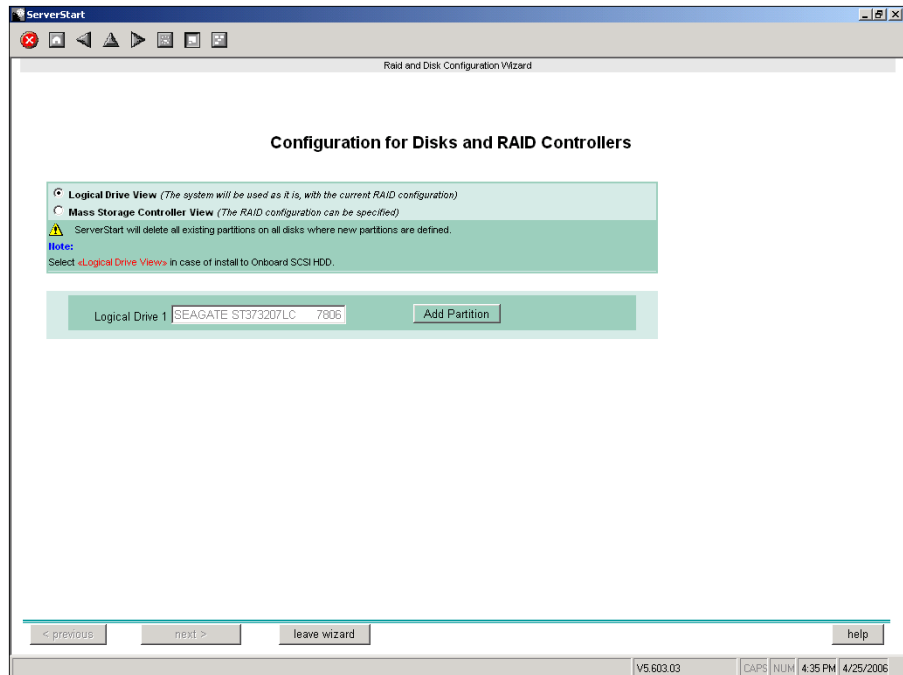 ServerStart
Raid and Disk Configuration Wizard
Configuration for Disks and RAID Controllers
Logical Drive View (The system will be used as it is, with the current RAID configuration)
Mass Storage Controller View (The RAID configuration can be specified)
ServerStart will delete all existing partitions on all disks where new partitions are defined.
Note:
Select «Logical Drive View» in case of install to Onboard SCSI HDD.
Logical Drive 1 SEAGATE ST373207LC 7806 Add Partition
< previous next > leave wizard help
V5.603.03 CAPS NUM 4:35 PM 4/25/2006